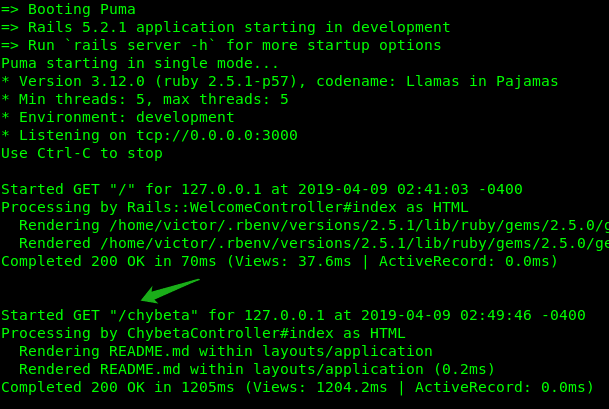 => Booting Puma
=> Rails 5.2.1 application starting in development
=> Run `rails server -h` for more startup options
Puma starting in single mode...
* Version 3.12.0 (ruby 2.5.1-p57), codename: Llamas in Pajamas
* Min threads: 5, max threads: 5
* Environment: development
* Listening on tcp://0.0.0.0:3000
Use Ctrl-C to stop
Started GET "/" for 127.0.0.1 at 2019-04-09 02:41:03 -0400
Processing by Rails::WelcomeController#index as HTML
Rendering /home/victor/.rbenv/versions/2.5.1/lib/ruby/gems/2.5.0/g
Rendered /home/victor/.rbenv/versions/2.5.1/lib/ruby/gems/2.5.0/ge
Completed 200 OK in 70ms (Views: 37.6ms | ActiveRecord: 0.0ms)
Started GET "/chybeta" for 127.0.0.1 at 2019-04-09 02:49:46 -0400
Processing by ChybetaController#index as HTML
Rendering README.md within layouts/application
Rendered README.md within layouts/application (0.2ms)
Completed 200 OK in 1205ms (Views: 1204.2ms | ActiveRecord: 0.0ms)